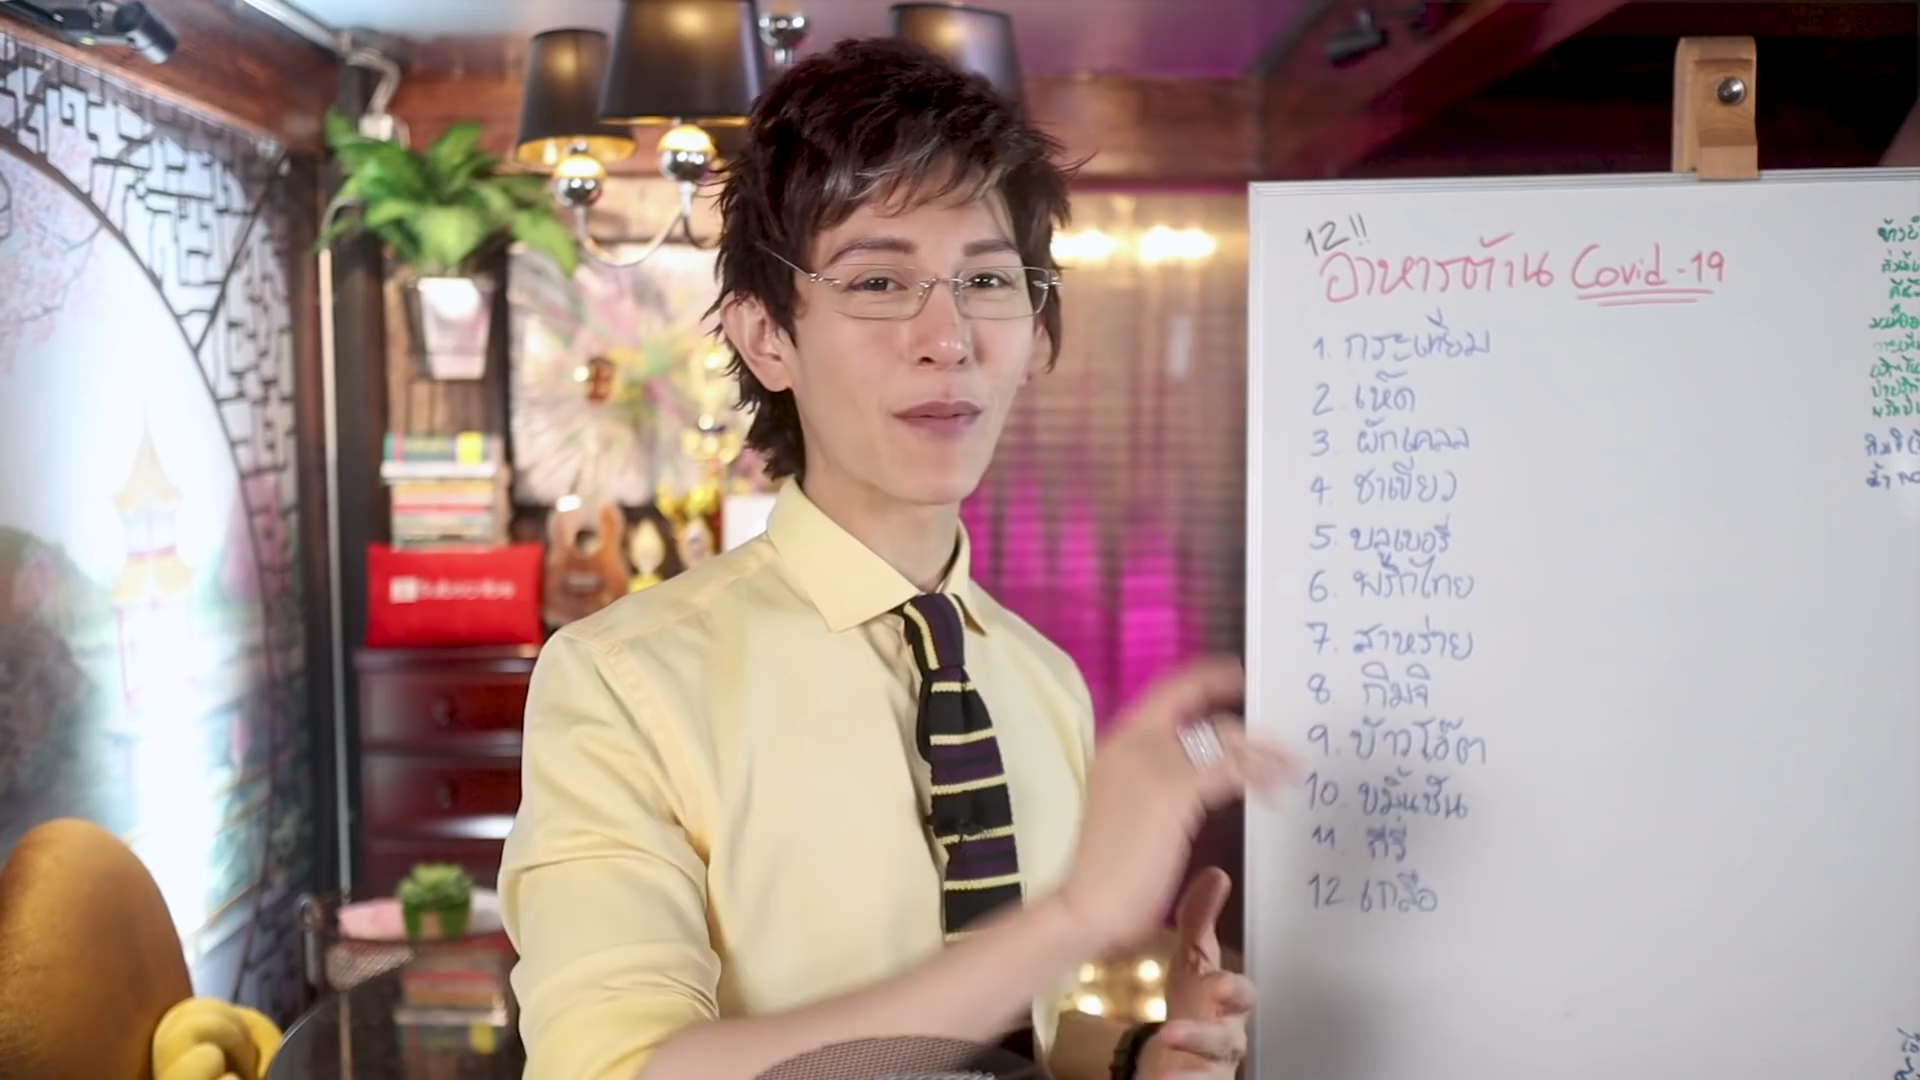 12!!
อาหารต้าน Covid-19
1. กระเทียม
2. เห็ด
3. ผักเคลล
4. ชาเขียว
5. บลูเบอรี่
6. พริกไทย
7. สาหร่าย
8 กิมจิ
9. ข้าวโอ๊ต
10. ขมิ้นชัน
11. คีรี่
12. เกลือ
Subscribe